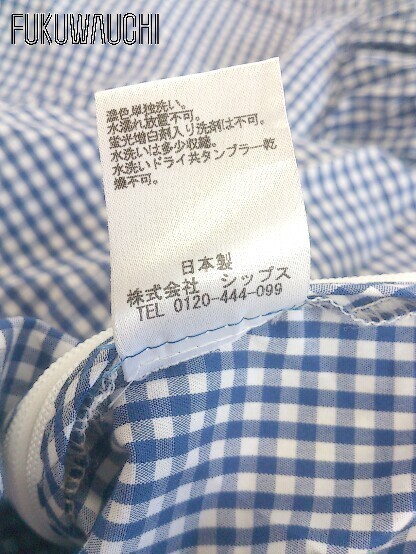 FUKUWAUCHI
濃色単独洗い。
水濡れ放置不可。
蛍光増白剤入り洗剤は不可。
水洗いは多少収縮。
水洗いドライ共タンブラー乾
燥不可。
日本製
株式会社 シップス
TEL 0120-444-099